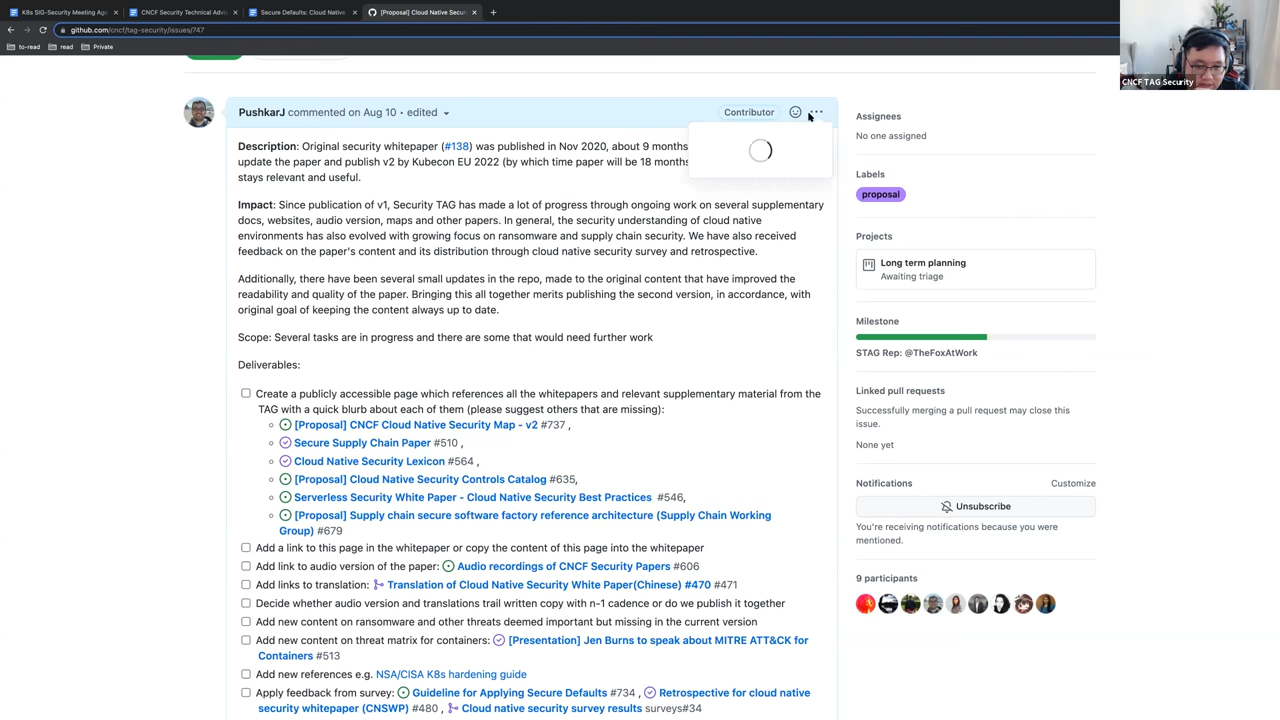 K8s SIG-Security Meeting Age
CNCF Security Technical Advi
Secure Defaults: Cloud Native
[Proposal] Cloud Native Secur
github.com/cncf/tag-security/issues/747
to-read
read
Private
CNCF TAG Security
PushkarJ commented on Aug 10 • edited
Contributor
Description: Original security whitepaper (#138) was published in Nov 2020, about 9 months
update the paper and publish v2 by Kubecon EU 2022 (by which time paper will be 18 months
stays relevant and useful.
Impact: Since publication of v1, Security TAG has made a lot of progress through ongoing work on several supplementary
docs, websites, audio version, maps and other papers. In general, the security understanding of cloud native
environments has also evolved with growing focus on ransomware and supply chain security. We have also received
feedback on the paper's content and its distribution through cloud native security survey and retrospective.
Additionally, there have been several small updates in the repo, made to the original content that have improved the
readability and quality of the paper. Bringing this all together merits publishing the second version, in accordance, with
original goal of keeping the content always up to date.
Scope: Several tasks are in progress and there are some that would need further work
Deliverables:
Create a publicly accessible page which references all the whitepapers and relevant supplementary material from the
TAG with a quick blurb about each of them (please suggest others that are missing):
[Proposal] CNCF Cloud Native Security Map - v2 #737 ,
Secure Supply Chain Paper #510 ,
Cloud Native Security Lexicon #564 ,
[Proposal] Cloud Native Security Controls Catalog #635,
Serverless Security White Paper - Cloud Native Security Best Practices #546,
[Proposal] Supply chain secure software factory reference architecture (Supply Chain Working
Group) #679
Add a link to this page in the whitepaper or copy the content of this page into the whitepaper
Add link to audio version of the paper: Audio recordings of CNCF Security Papers #606
Add links to translation: Translation of Cloud Native Security White Paper(Chinese) #470 #471
Decide whether audio version and translations trail written copy with n-1 cadence or do we publish it together
Add new content on ransomware and other threats deemed important but missing in the current version
Add new content on threat matrix for containers: [Presentation] Jen Burns to speak about MITRE ATT&CK for
Containers #513
Add new references e.g. NSA/CISA K8s hardening guide
Apply feedback from survey: Guideline for Applying Secure Defaults #734 , Retrospective for cloud native
security whitepaper (CNSWP) #480 , Cloud native security survey results surveys#34
Assignees
No one assigned
Labels
proposal
Projects
Long term planning
Awaiting triage
Milestone
STAG Rep: @TheFoxAtWork
Linked pull requests
Successfully merging a pull request may close this
issue.
None yet
Notifications
Customize
Unsubscribe
You're receiving notifications because you were
mentioned.
9 participants